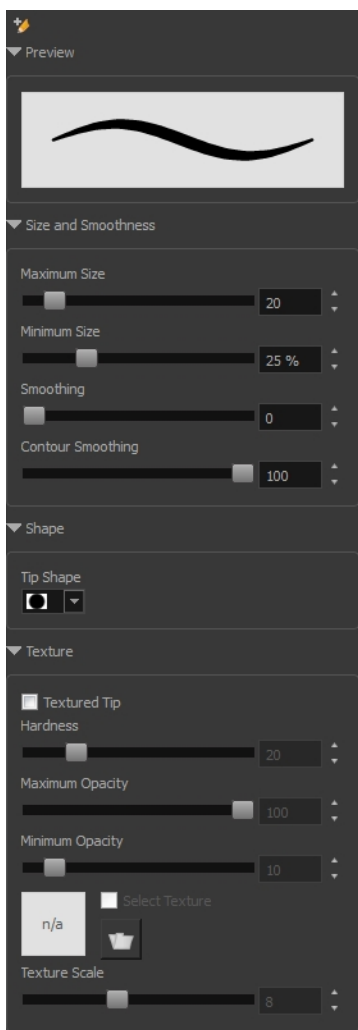 Preview
Size and Smoothness
Maximum Size
20
Minimum Size
25 %
Smoothing
0
Contour Smoothing
100
Shape
Tip Shape
Texture
Textured Tip
Hardness
20
Maximum Opacity
100
Minimum Opacity
10
n/a
Select Texture
Texture Scale
8